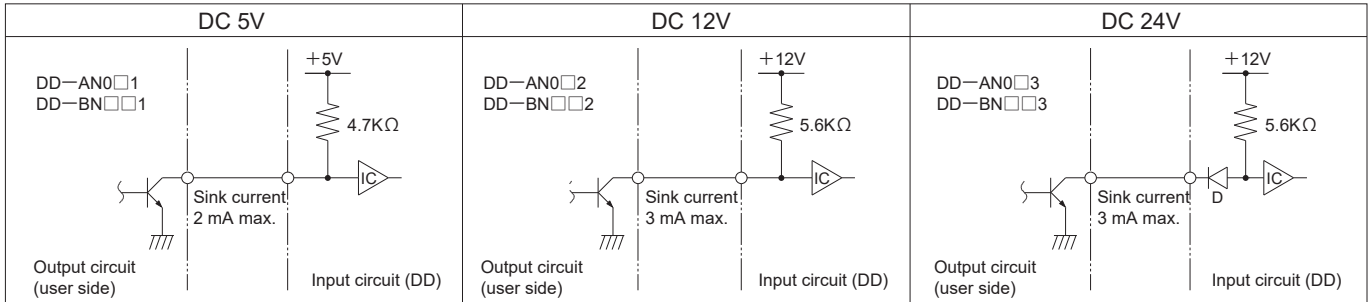 DC 5V
+5V
DD－AN0□1
DD－BN□□1
4.7KΩ
IC
Sink current
2 mA max.
Output circuit
(user side)
Input circuit (DD)
DC 12V
+12V
DD－AN0□2
DD－BN□□2
5.6KΩ
IC
Sink current
3 mA max.
Output circuit
(user side)
Input circuit (DD)
DC 24V
+12V
DD－AN0□3
DD－BN□□3
5.6KΩ
IC
D
Sink current
3 mA max.
Output circuit
(user side)
Input circuit (DD)